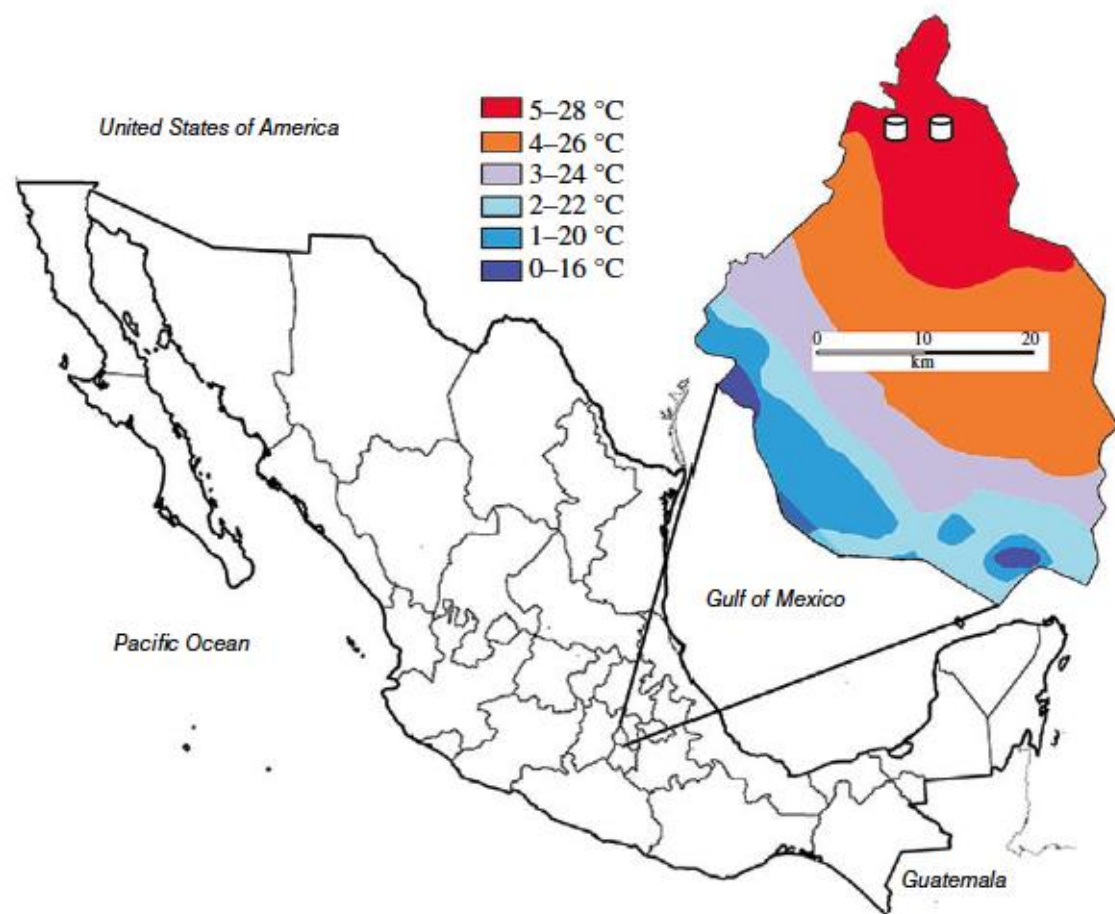 United States of America
5–28 °C
4–26 °C
3–24 °C
2–22 °C
1–20 °C
0–16 °C
0 10 20
km
Gulf of Mexico
Pacific Ocean
Guatemala